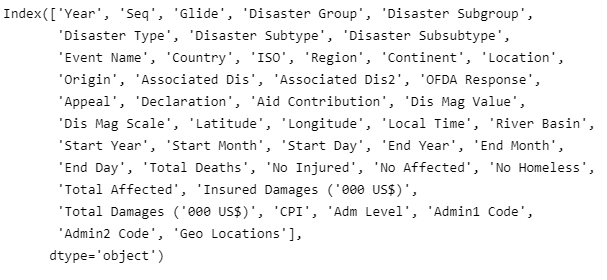 Index(['Year', 'Seq', 'Glide', 'Disaster Group', 'Disaster Subgroup',
'Disaster Type', 'Disaster Subtype', 'Disaster Subsubtype',
'Event Name', 'Country', 'ISO', 'Region', 'Continent', 'Location',
'Origin', 'Associated Dis', 'Associated Dis2', 'OFDA Response',
'Appeal', 'Declaration', 'Aid Contribution', 'Dis Mag Value',
'Dis Mag Scale', 'Latitude', 'Longitude', 'Local Time', 'River Basin',
'Start Year', 'Start Month', 'Start Day', 'End Year', 'End Month',
'End Day', 'Total Deaths', 'No Injured', 'No Affected', 'No Homeless',
'Total Affected', 'Insured Damages ('000 US$)',
'Total Damages ('000 US$)', 'CPI', 'Adm Level', 'Admin1 Code',
'Admin2 Code', 'Geo Locations'],
dtype='object')